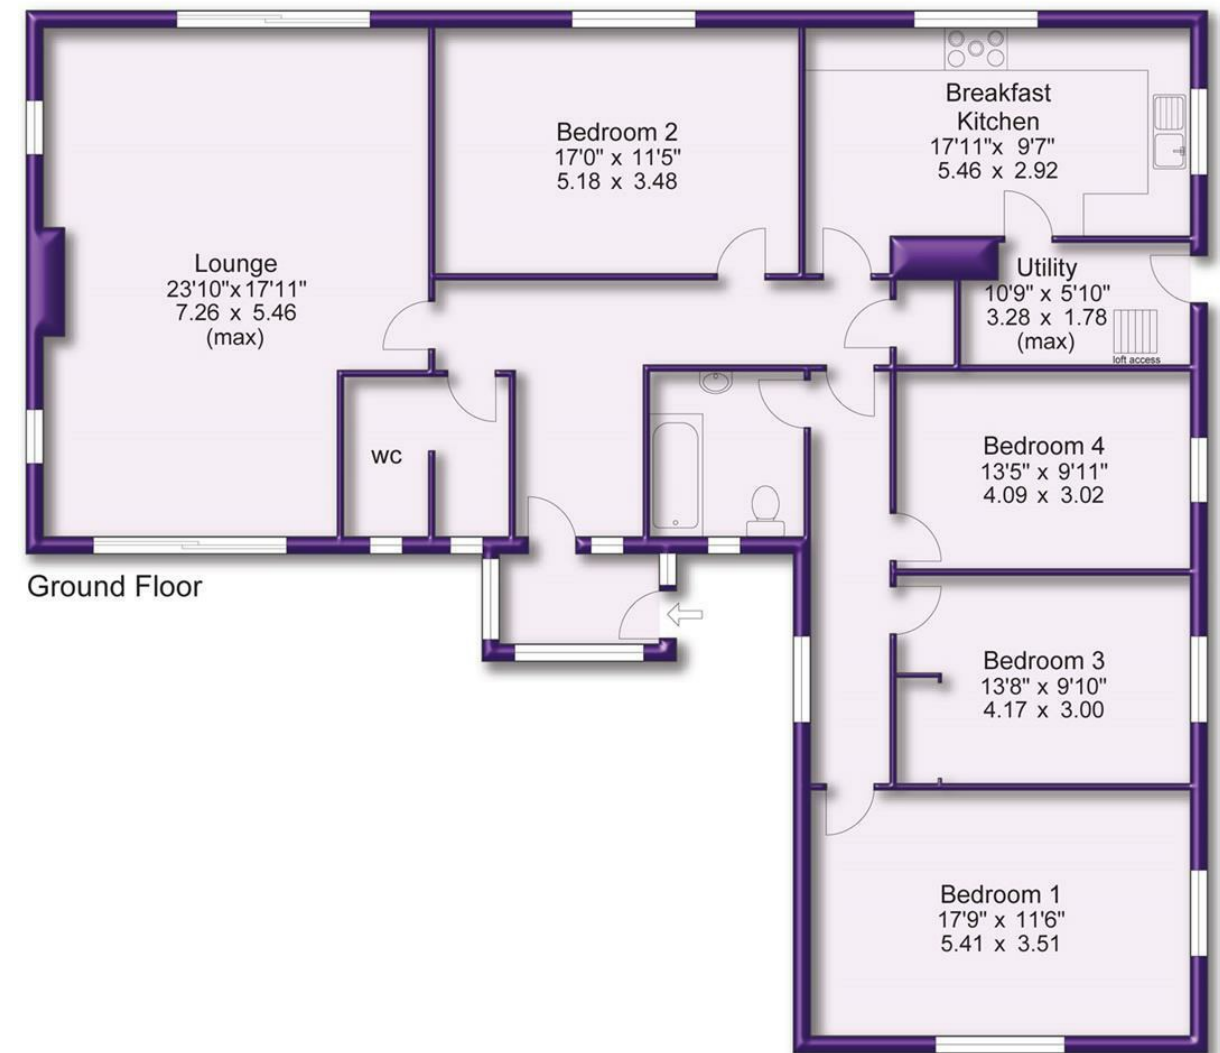 Breakfast
Kitchen
17'11"x 9'7"
5.46 x 2.92
Bedroom 2
17'0" x 11'5"
5.18 x 3.48
Lounge
23'10"x 17'11"
7.26 x 5.46
(max)
Utility
10'9" x 5'10"
3.28 x 1.78
(max)
loft access
wc
Bedroom 4
13'5" x 9'11"
4.09 x 3.02
Ground Floor
Bedroom 3
13'8" x 9'10"
4.17 x 3.00
Bedroom 1
17'9" x 11'6"
5.41 x 3.51